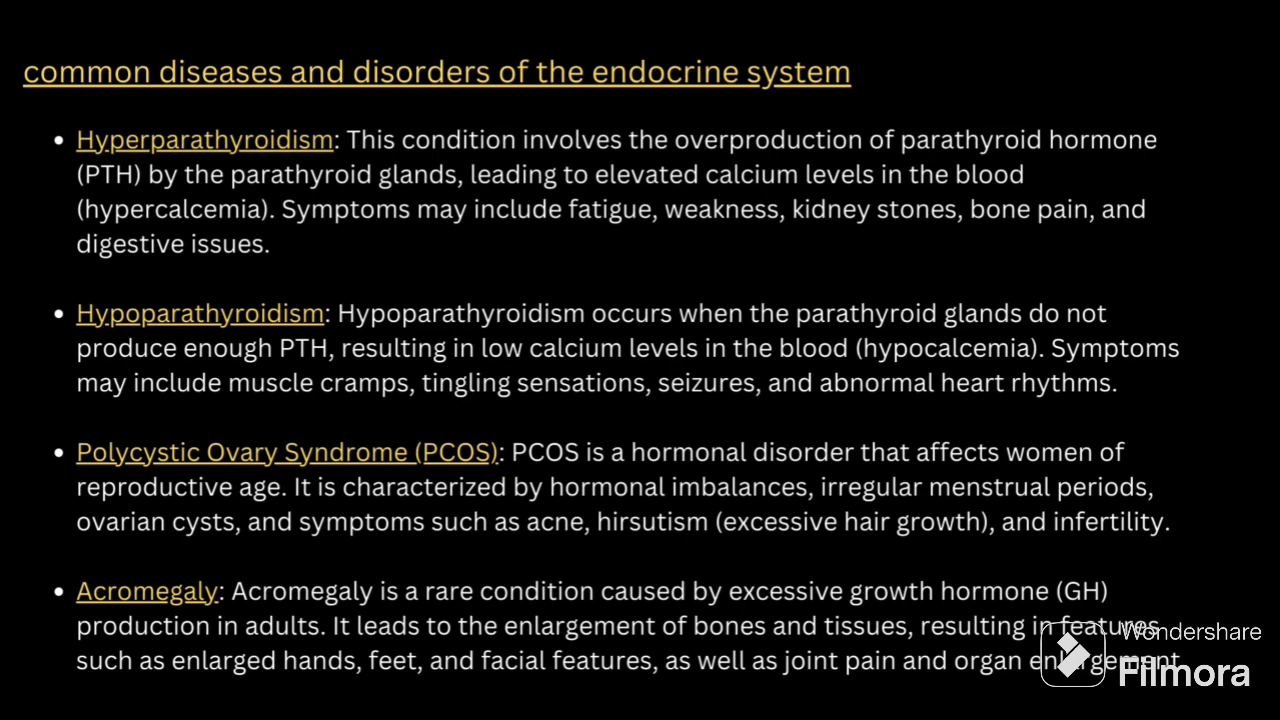 common diseases and disorders of the endocrine system
• Hyperparathyroidism: This condition involves the overproduction of parathyroid hormone
(PTH) by the parathyroid glands, leading to elevated calcium levels in the blood
(hypercalcemia). Symptoms may include fatigue, weakness, kidney stones, bone pain, and
digestive issues.
• Hypoparathyroidism: Hypoparathyroidism occurs when the parathyroid glands do not
produce enough PTH, resulting in low calcium levels in the blood (hypocalcemia). Symptoms
may include muscle cramps, tingling sensations, seizures, and abnormal heart rhythms.
• Polycystic Ovary Syndrome (PCOS): PCOS is a hormonal disorder that affects women of
reproductive age. It is characterized by hormonal imbalances, irregular menstrual periods,
ovarian cysts, and symptoms such as acne, hirsutism (excessive hair growth), and infertility.
• Acromegaly: Acromegaly is a rare condition caused by excessive growth hormone (GH)
production in adults. It leads to the enlargement of bones and tissues, resulting in features
such as enlarged hands, feet, and facial features, as well as joint pain and organ enlargement
Wondershare
Filmora